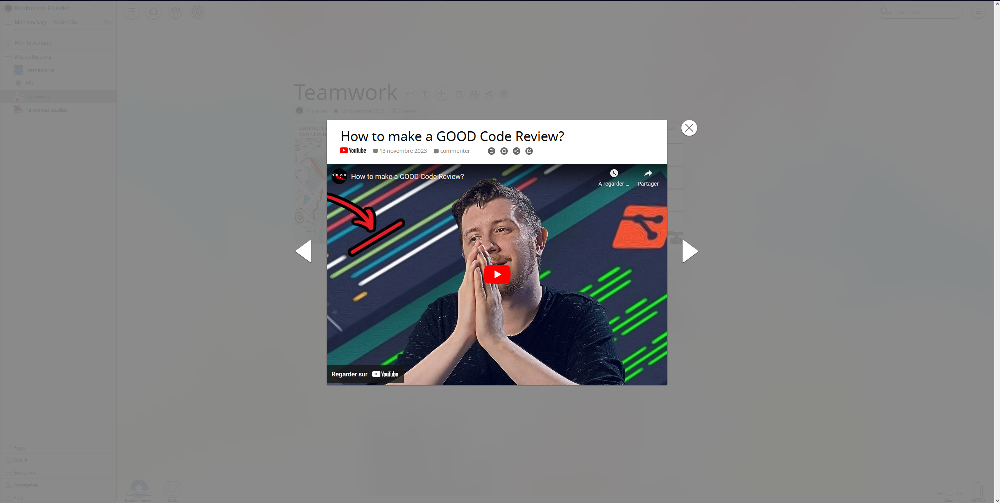 Pearltrees de Prunelles
Mon stockage : 1% de 1Go
Plus
Mon historique
Mes collections
Frameworks
API
Teamwork
Personnal studies
Pearltrees
Teamwork
Prunelles
13 novembre 2023
3 perles
Comment
d'architectu
ear
How to make a GOOD Code Review?
YouTube
13 novembre 2023
commenter
SMOK
How to make a GOOD Code Review?
À regarder ...
Partager
Regarder sur YouTube
Apps
Outils
Éducation
Entreprise
Plus
Devenir Premium
Outils
Zoom
Poubelle